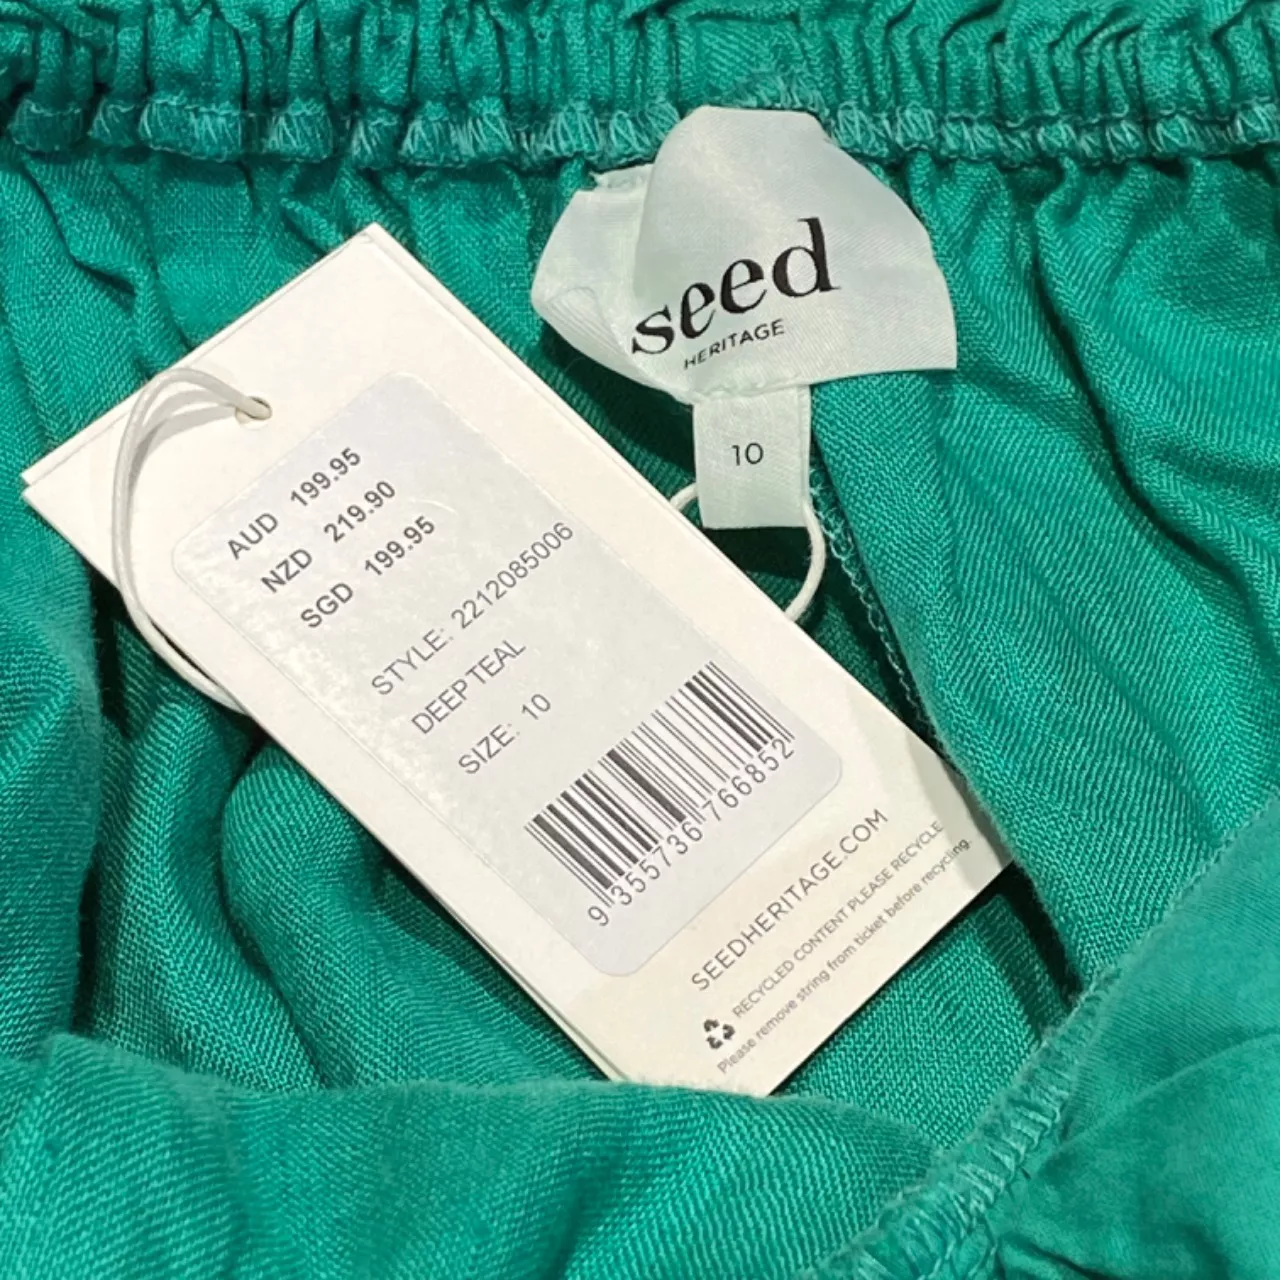 seed
HERITAGE
10
AUD 199.95
NZD 219.90
SGD 199.95
STYLE: 2212085006
DEEP TEAL
SIZE: 10
9 355736 766852
SEEDHERITAGE.COM
RECYCLED CONTENT PLEASE RECYCLE
Please remove string from ticket before recycling.